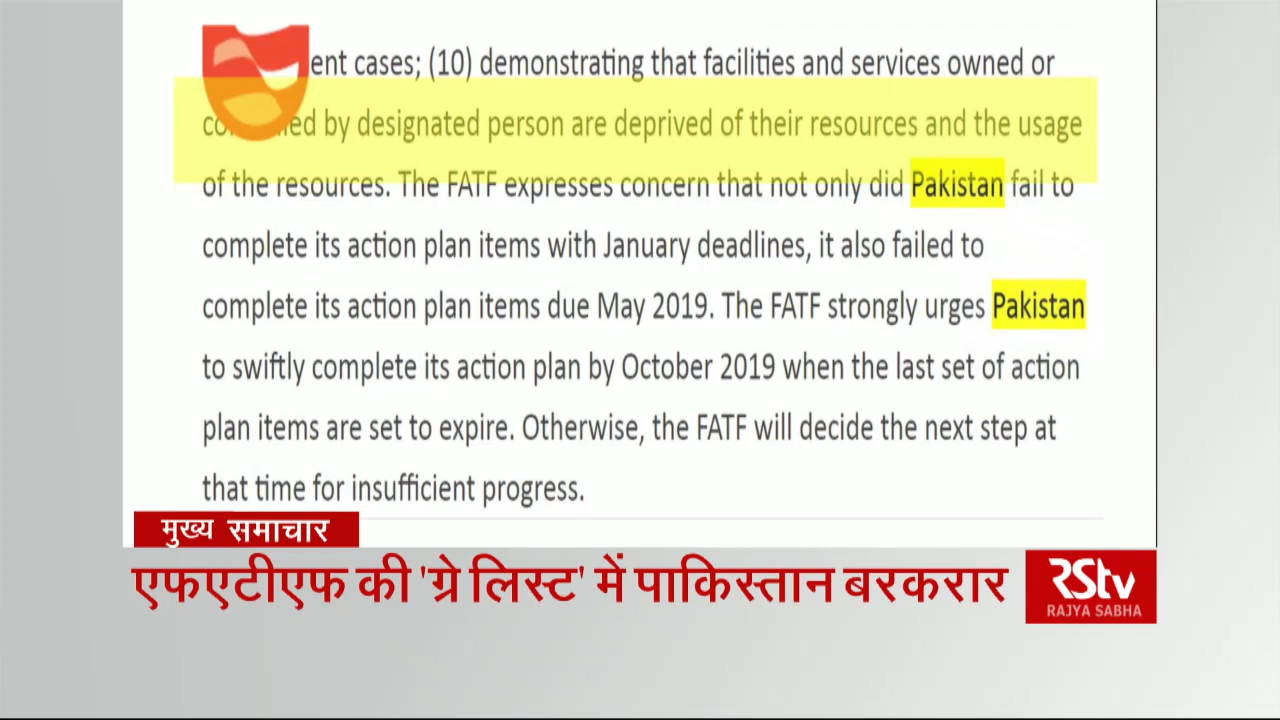 ent cases; (10) demonstrating that facilities and services owned or
by designated person are deprived of their resources and the usage
of the resources. The FATF expresses concern that not only did Pakistan fail to
complete its action plan items with January deadlines, it also failed to
complete its action plan items due May 2019. The FATF strongly urges Pakistan
to swiftly complete its action plan by October 2019 when the last set of action
plan items are set to expire. Otherwise, the FATF will decide the next step at
that time for insufficient progress.
मुख्य समाचार
एफएटीएफ की 'ग्रे लिस्ट' में पाकिस्तान बरकरार
RStv
RAJYA SABHA